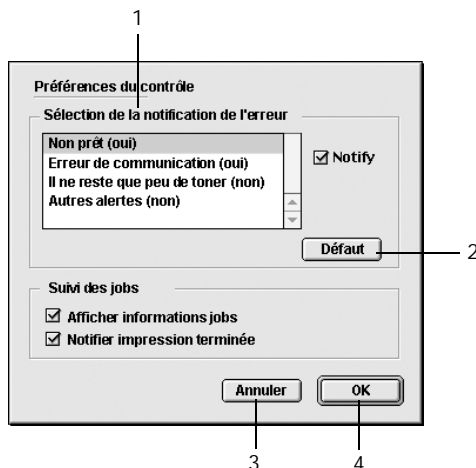 1
Préférences du contrôle
Sélection de la notification de l'erreur
Non prêt (oui)
Erreur de communication (oui)
Il ne reste que peu de toner (non)
Autres alertes (non)
Notify
Défaut
2
Suivi des jobs
Afficher informations jobs
Notifier impression terminée
Annuler
OK
3
4